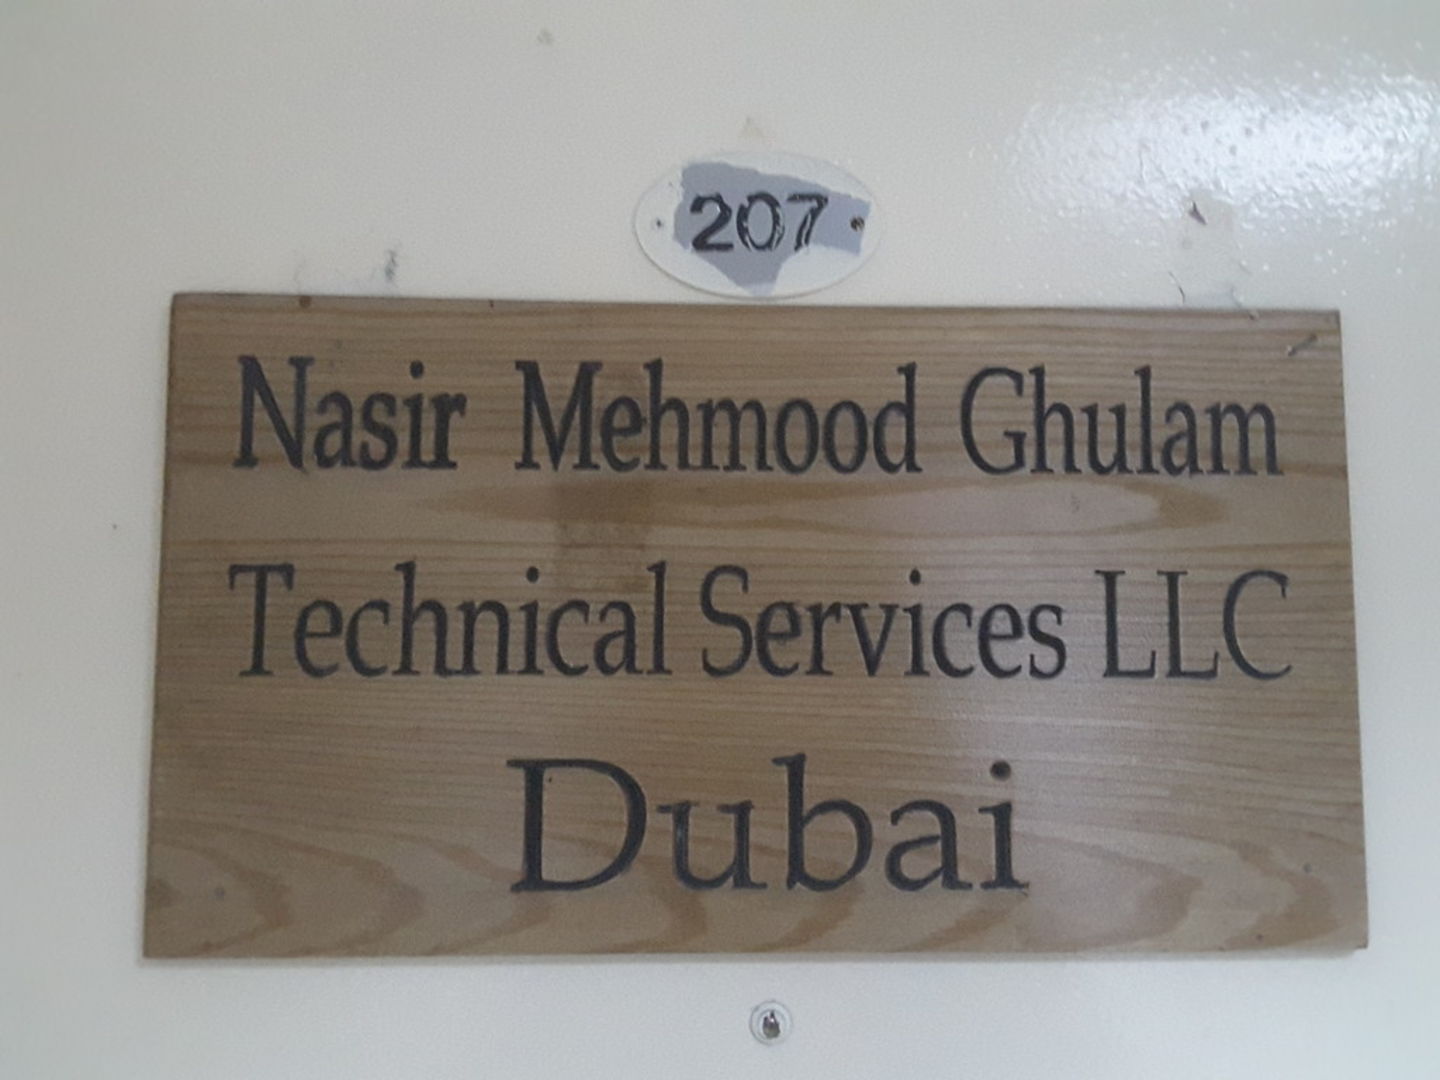 207
Nasir Mehmood Ghulam
Technical Services LLC
Dubai